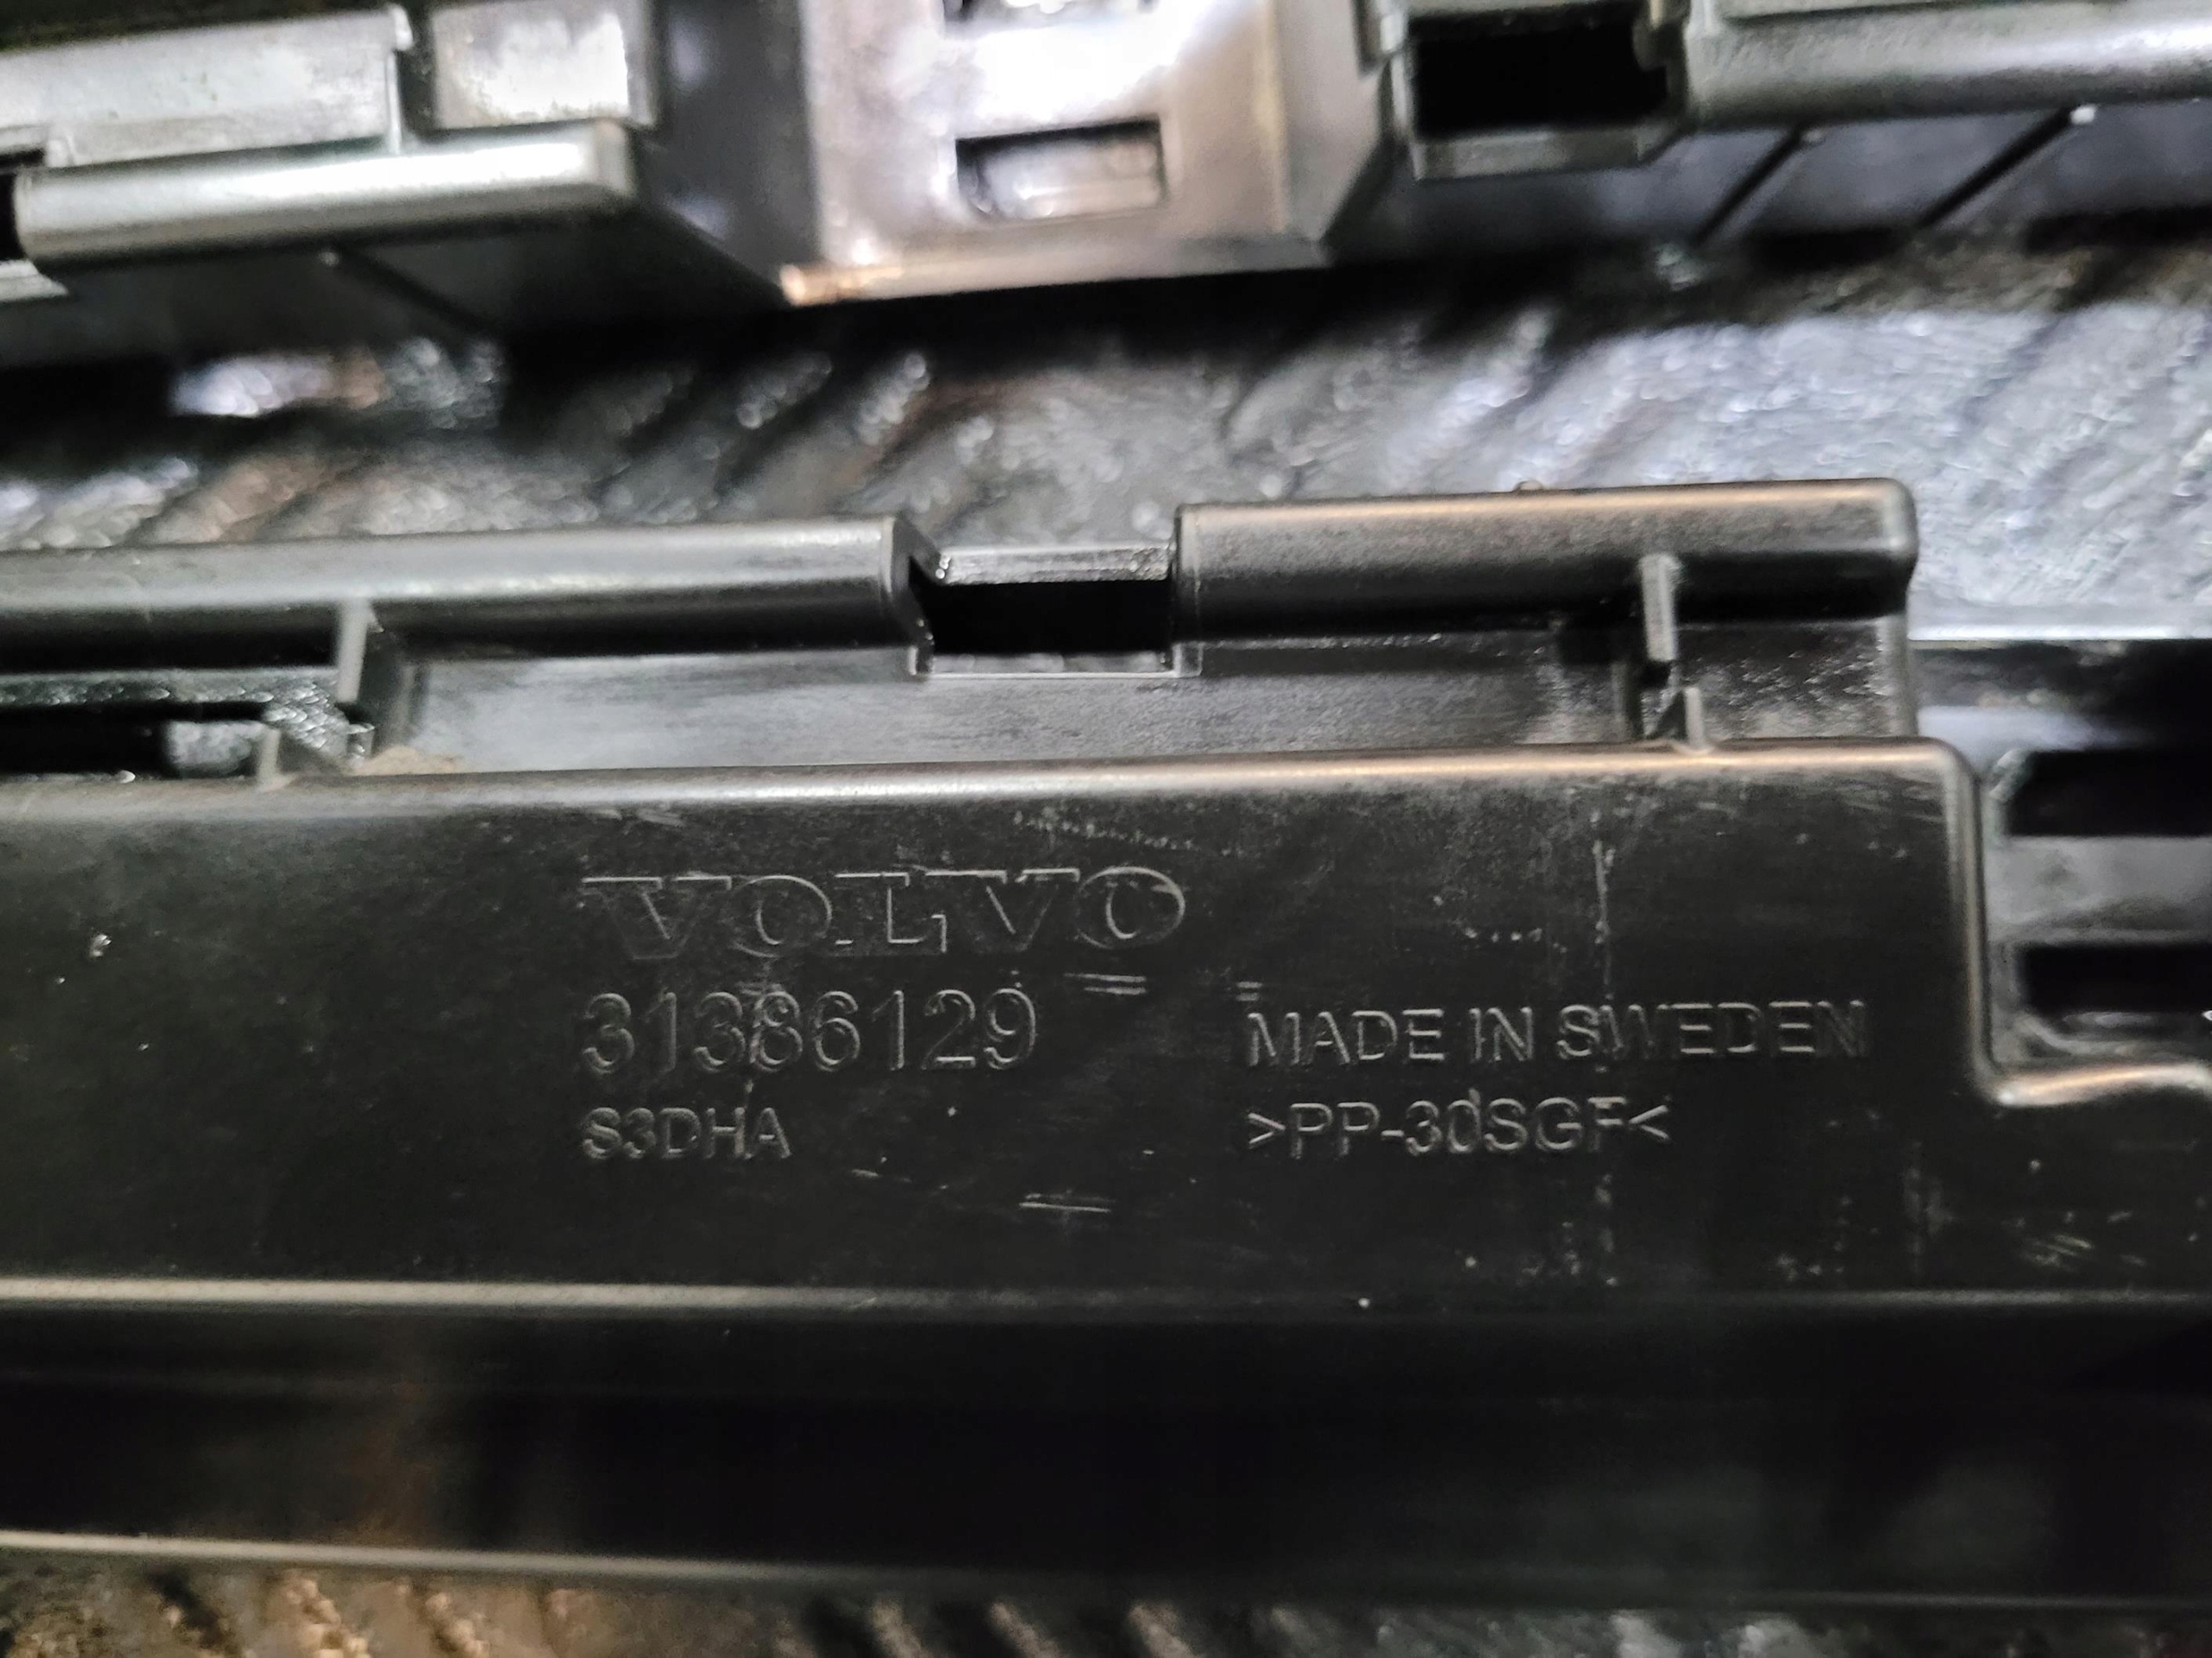 VOLVO
31386129
S3DHA
MADE IN SWEDEN
>PP-30SGF<